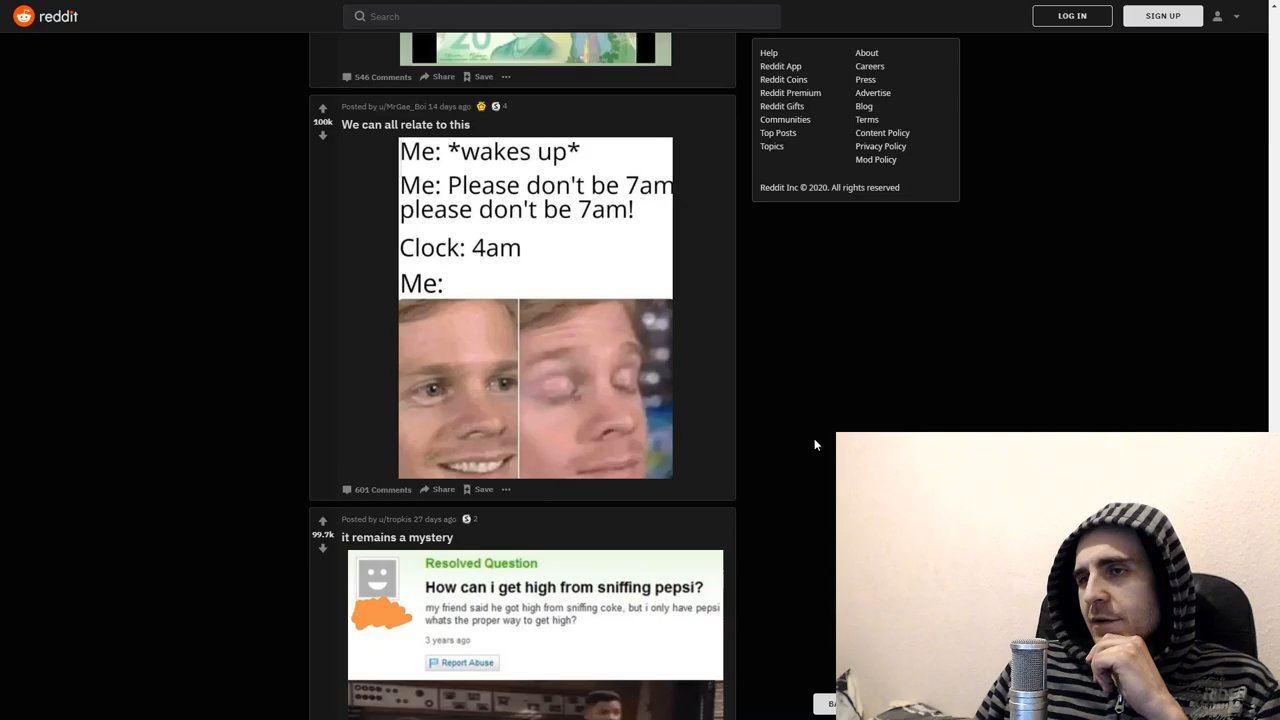 reddit
Search
LOG IN
SIGN UP
20
546 Comments
Share
Save
Help
Reddit App
Reddit Coins
Reddit Premium
Reddit Gifts
Communities
Top Posts
Topics
About
Careers
Press
Advertise
Blog
Terms
Content Policy
Privacy Policy
Mod Policy
Reddit Inc © 2020. All rights reserved
100k
Posted by u/MrGae_Boi 14 days ago
S 4
We can all relate to this
Me: *wakes up*
Me: Please don't be 7am
please don't be 7am!
Clock: 4am
Me:
601 Comments
Share
Save
99.7k
Posted by u/tropkis 27 days ago
S 2
it remains a mystery
Resolved Question
How can i get high from sniffing pepsi?
my friend said he got high from sniffing coke, but i only have pepsi
whats the proper way to get high?
3 years ago
Report Abuse